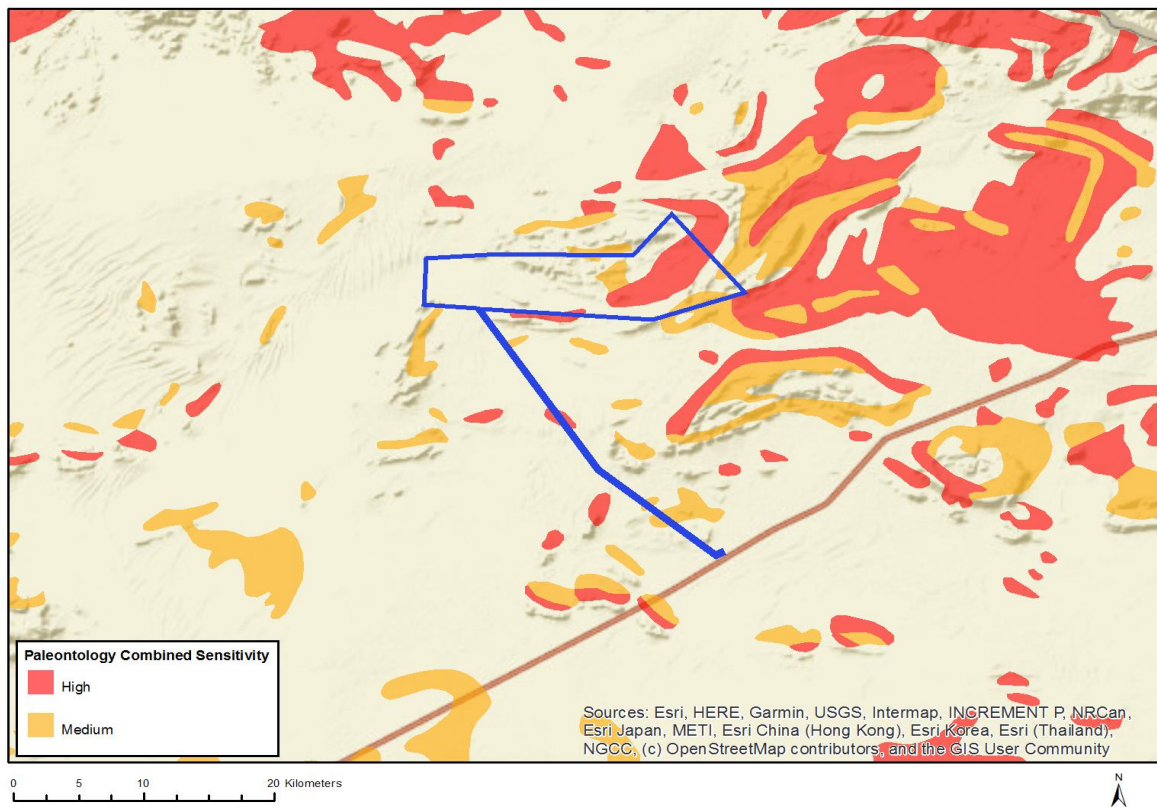 Paleontology Combined Sensitivity
High
Medium
Sources: Esri, HERE, Garmin, USGS, Intermap, INCREMENT P, NRCan,
Esri Japan, METI, Esri China (Hong Kong), Esri Korea, Esri (Thailand),
NGCC, (c) OpenStreetMap contributors, and the GIS User Community
0 5 10 20 Kilometers
N